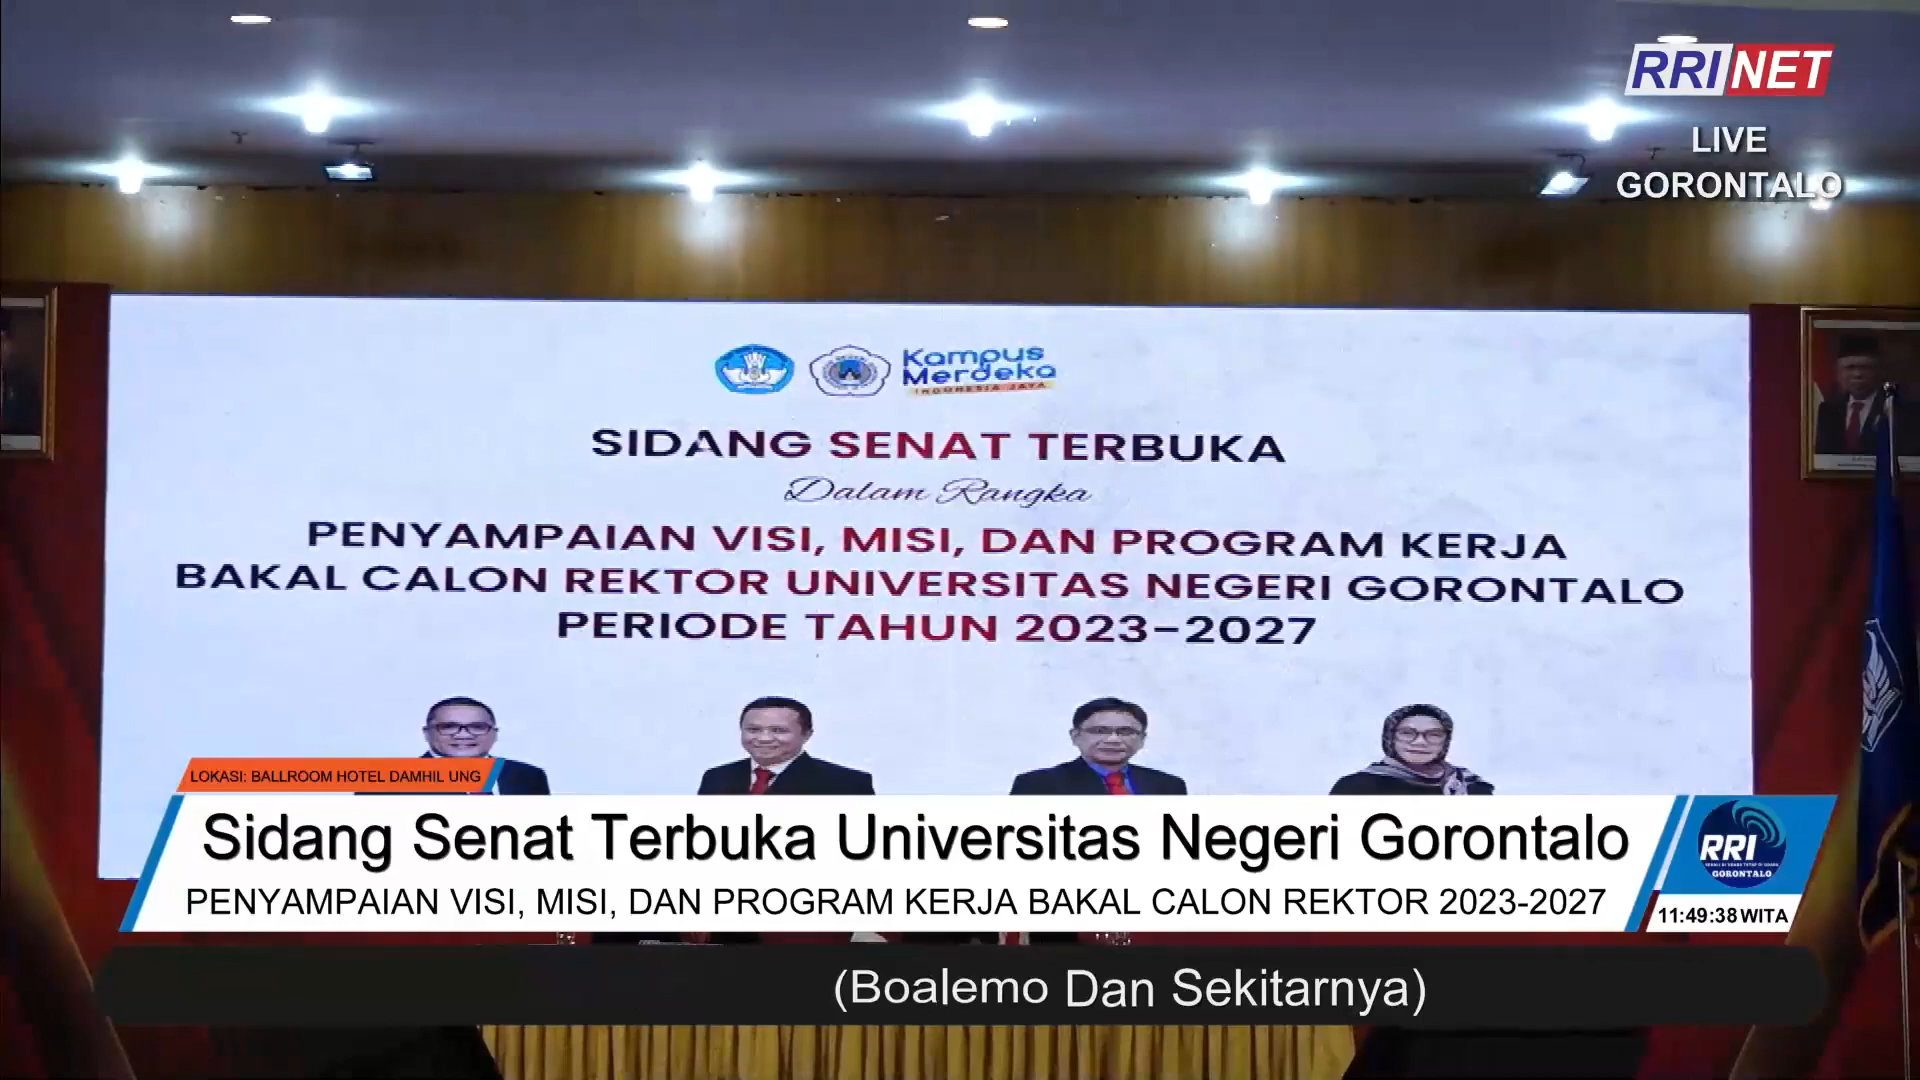 RRI NET
LIVE
GORONTALO
Kampus
Merdeka
INDONESIA JAYA
SIDANG SENAT TERBUKA
Dalam Rangka
PENYAMPAIAN VISI, MISI, DAN PROGRAM KERJA
BAKAL CALON REKTOR UNIVERSITAS NEGERI GORONTALO
PERIODE TAHUN 2023-2027
LOKASI: BALLROOM HOTEL DAMHIL UNG
Sidang Senat Terbuka Universitas Negeri Gorontalo
PENYAMPAIAN VISI, MISI, DAN PROGRAM KERJA BAKAL CALON REKTOR 2023-2027
RRI
GORONTALO
11:49:38 WITA
(Boalemo Dan Sekitarnya)